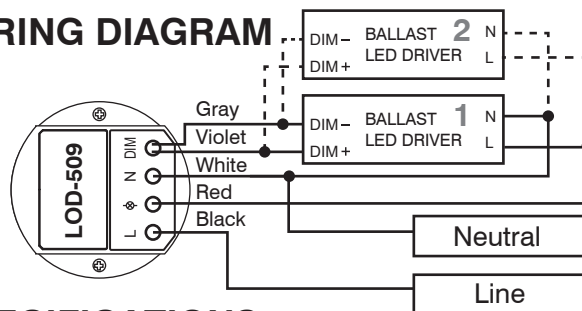 RING DIAGRAM
DIM–
BALLAST
LED DRIVER
2
N
L
DIM+
Gray
Violet
White
Red
Black
DIM–
BALLAST
LED DRIVER
1
N
L
DIM+
LOD-509
DIM
N
L
Neutral
Line